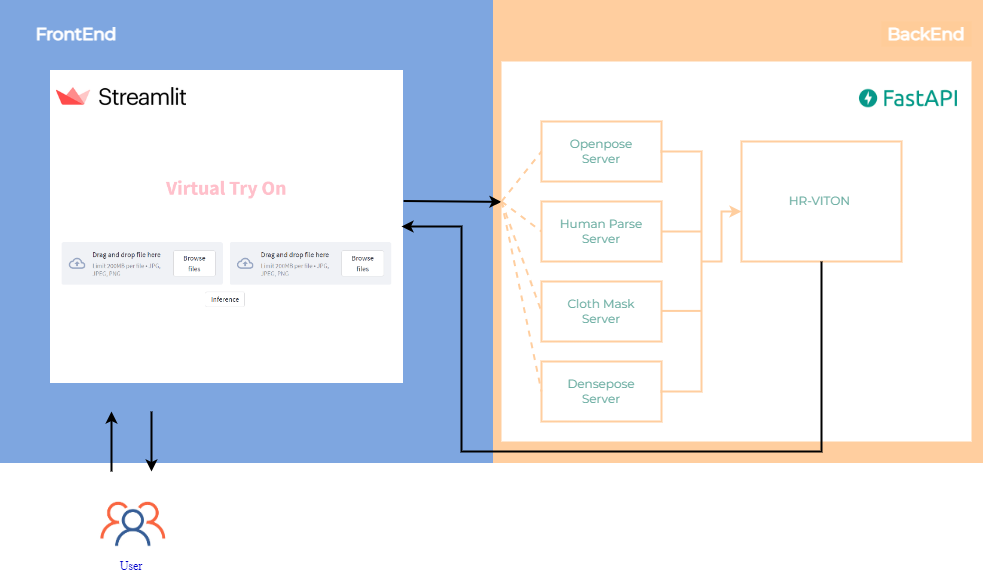 FrontEnd
BackEnd
Streamlit
FastAPI
Virtual Try On
Drag and drop file here
Limit 200MB per file • JPG,
JPEG, PNG
Browse
files
Drag and drop file here
Limit 200MB per file • JPG,
JPEG, PNG
Browse
files
Inference
Openpose
Server
Human Parse
Server
Cloth Mask
Server
Densepose
Server
HR-VITON
User